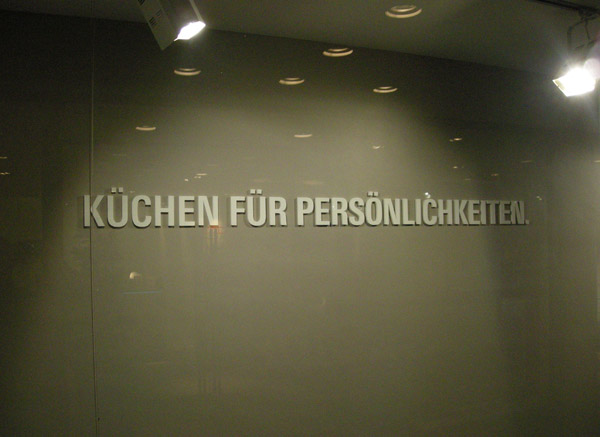 KÜCHEN FÜR PERSÖNLICHKEITEN.